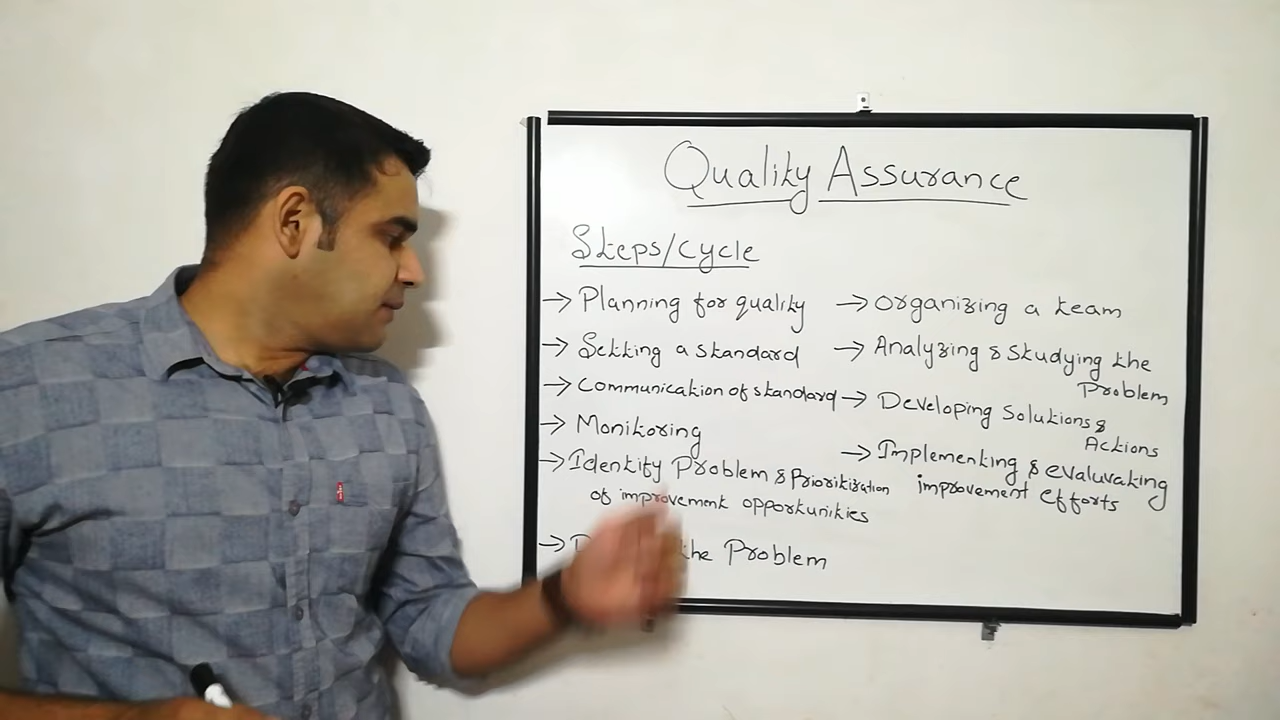 Quality Assurance
Steps/Cycle
→ Planning for quality
→ Setting a standard
→ Communication of standard
→ Monitoring
→ Identify Problem & Prioritization
of improvement opportunities
→ the Problem
→ Organizing a team
→ Analyzing & Studying the
Problem
→ Developing Solutions &
Actions
→ Implementing & evaluvating
improvement efforts